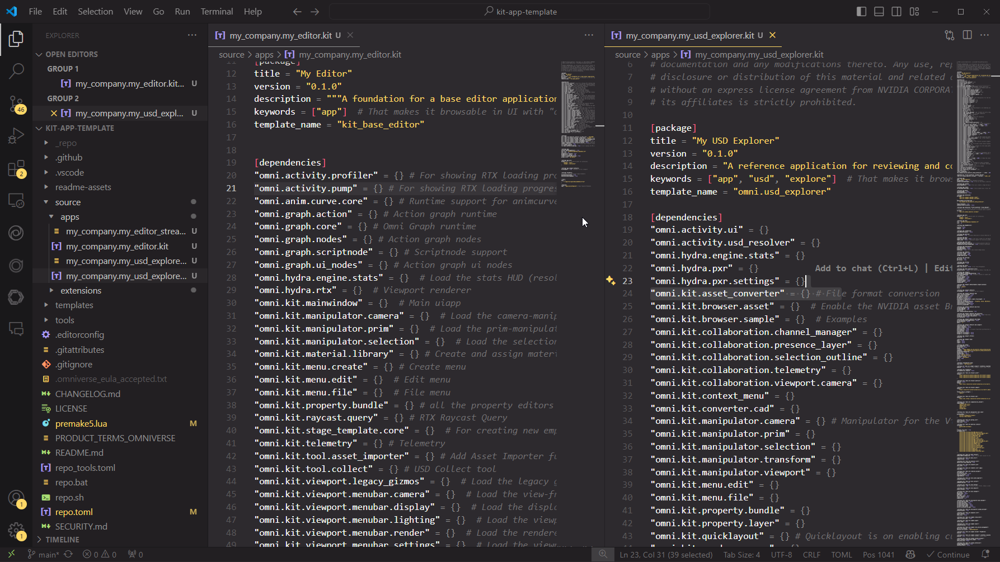 File Edit Selection View Go Run Terminal Help
kit-app-template
EXPLORER
OPEN EDITORS
GROUP 1
my_company.my_editor.kit... U
GROUP 2
my_company.my_usd_expl... U
KIT-APP-TEMPLATE
_repo
.github
.vscode
readme-assets
source
apps
my_company.my_editor_strea... U
my_company.my_editor.kit U
my_company.my_usd_explore... U
my_company.my_usd_explore... U
extensions
templates
tools
.editorconfig
.gitattributes
.gitignore
.omniverse_eula_accepted.txt
CHANGELOG.md
LICENSE
premake5.lua M
PRODUCT_TERMS_OMNIVERSE
README.md
repo_tools.toml
repo.bat
repo.sh
repo.toml M
SECURITY.md
TIMELINE
46
2
1
1
my_company.my_editor.kit U
source > apps > my_company.my_editor.kit
11 [package]
12 title = "My Editor"
13 version = "0.1.0"
14 description = """A foundation for a base editor application
15 keywords = ["app"] # That makes it browsable in UI with "
16 template_name = "kit_base_editor"
17
18
19 [dependencies]
20 "omni.activity.profiler" = {} # For showing RTX loading pro
21 "omni.activity.pump" = {} # For showing RTX loading progres
22 "omni.anim.curve.core" = {} # Runtime support for animcurve
23 "omni.graph.action" = {} # Action graph runtime
24 "omni.graph.core" = {} # Omni Graph runtime
25 "omni.graph.nodes" = {} # Action graph nodes
26 "omni.graph.scriptnode" = {} # Scriptnode support
27 "omni.graph.ui_nodes" = {} # Action graph ui nodes
28 "omni.hydra.engine.stats" = {} # Load the stats HUD (resol
29 "omni.hydra.rtx" = {} # Viewport renderer
30 "omni.kit.mainwindow" = {} # Main uiapp
31 "omni.kit.manipulator.camera" = {} # Load the camera-manip
32 "omni.kit.manipulator.prim" = {} # Load the prim-manipulat
33 "omni.kit.manipulator.selection" = {} # Load the selection
34 "omni.kit.material.library" = {} # Create and assign mater
35 "omni.kit.menu.create" = {} # Create menu
36 "omni.kit.menu.edit" = {} # Edit menu
37 "omni.kit.menu.file" = {} # File menu
38 "omni.kit.property.bundle" = {} # all the property editors
39 "omni.kit.raycast.query" = {} # RTX Raycast Query
40 "omni.kit.stage_template.core" = {} # For creating new emp
41 "omni.kit.telemetry" = {} # Telemetry
42 "omni.kit.tool.asset_importer" = {} # Add Asset Importer fu
43 "omni.kit.tool.collect" = {} # USD Collect tool
44 "omni.kit.viewport.legacy_gizmos" = {} # Load the legacy g
45 "omni.kit.viewport.menubar.camera" = {} # Load the view-fr
46 "omni.kit.viewport.menubar.display" = {} # Load the displa
47 "omni.kit.viewport.menubar.lighting" = {} # Load the viewp
48 "omni.kit.viewport.menubar.render" = {} # Load the rendere
49 "omni.kit.viewport.menubar.settings" = {} # Load the viewp
my_company.my_usd_explorer.kit U
source > apps > my_company.my_usd_explorer.kit
6 # documentation and any modifications thereto. Any use, rep
7 # disclosure or distribution of this material and related
8 # without an express license agreement from NVIDIA CORPORAT
9 # its affiliates is strictly prohibited.
10
11 [package]
12 title = "My USD Explorer"
13 version = "0.1.0"
14 description = "A reference application for reviewing and co
15 keywords = ["app", "usd", "explore"] # That makes it brows
16 template_name = "omni.usd_explorer"
17
18 [dependencies]
19 "omni.activity.ui" = {}
20 "omni.activity.usd_resolver" = {}
21 "omni.hydra.engine.stats" = {}
22 "omni.hydra.pxr" = {} Add to chat (Ctrl+L) | Edit
23 "omni.hydra.pxr.settings" = {}
24 "omni.kit.asset_converter" = {} # File format conversion
25 "omni.kit.browser.asset" = {} # Enable the NVIDIA asset Br
26 "omni.kit.browser.sample" = {} # Examples
27 "omni.kit.collaboration.channel_manager" = {}
28 "omni.kit.collaboration.presence_layer" = {}
29 "omni.kit.collaboration.selection_outline" = {}
30 "omni.kit.collaboration.telemetry" = {}
31 "omni.kit.collaboration.viewport.camera" = {}
32 "omni.kit.context_menu" = {}
33 "omni.kit.converter.cad" = {}
34 "omni.kit.manipulator.camera" = {} # Manipulator for the V
35 "omni.kit.manipulator.prim" = {}
36 "omni.kit.manipulator.selection" = {}
37 "omni.kit.manipulator.transform" = {}
38 "omni.kit.manipulator.viewport" = {}
39 "omni.kit.menu.edit" = {}
40 "omni.kit.menu.file" = {}
41 "omni.kit.property.bundle" = {}
42 "omni.kit.property.layer" = {}
43 "omni.kit.quicklayout" = {} # Quicklayout is on enabling cu
main* 0 0 0
Ln 23, Col 31 (39 selected) Tab Size: 4 UTF-8 CRLF TOML Pos 1041 Continue